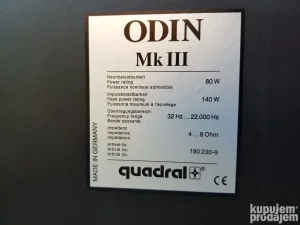 ODIN
Mk III
Nennbelastbarkeit
Power rating 80 W
Puissance nominale admissible
Impulsbelastbarkeit
Peak power rating 140 W
Puissance maximum à l'écrêtage
Übertragungsbereich
Frequency range 32 Hz ... 22.000 Hz
Bande passante
Impedanz
Impedance 4 ... 8 Ohm
Impédance
Artikel-Nr.
Article no. 180 230-9
Article no.
MADE IN GERMANY
quadral
CE
kupujem
prodajem